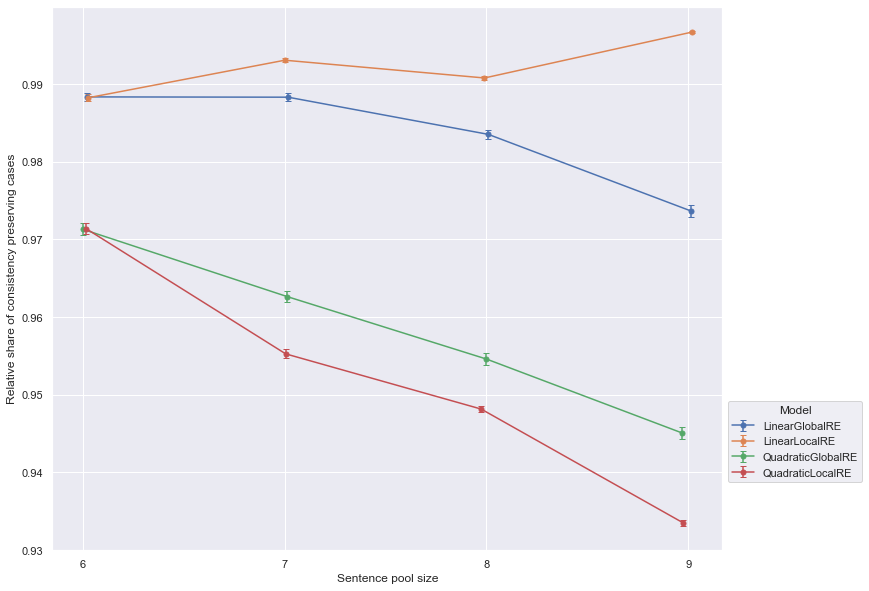 Relative share of consistency preserving cases
0.99
0.98
0.97
0.96
0.95
0.94
0.93
6
7
8
9
Sentence pool size
Model
LinearGlobalRE
LinearLocalRE
QuadraticGlobalRE
QuadraticLocalRE